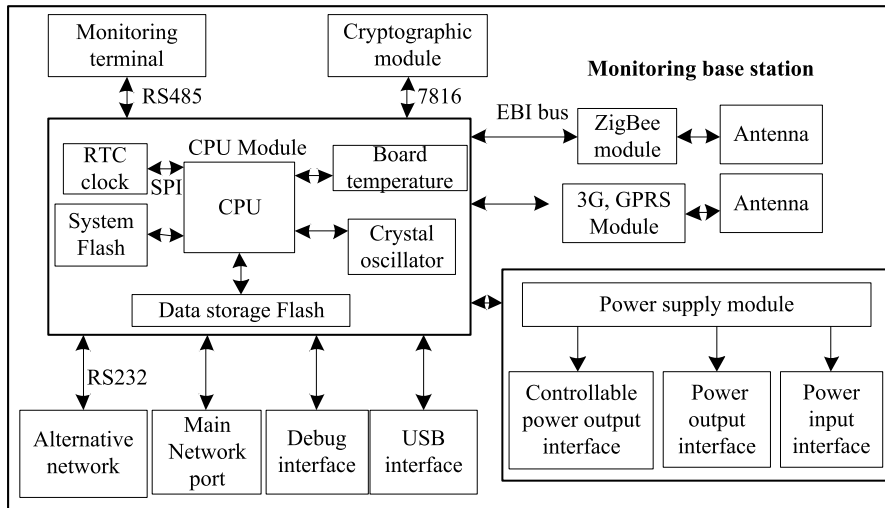 Monitoring
terminal
Cryptographic
module
Monitoring base station
RS485
7816
EBI bus
ZigBee
module
Antenna
CPU Module
RTC
clock
SPI
CPU
Board
temperature
System
Flash
Crystal
oscillator
3G, GPRS
Module
Antenna
Data storage Flash
Power supply module
RS232
Alternative
network
Main
Network
port
Debug
interface
USB
interface
Controllable
power output
interface
Power
output
interface
Power
input
interface